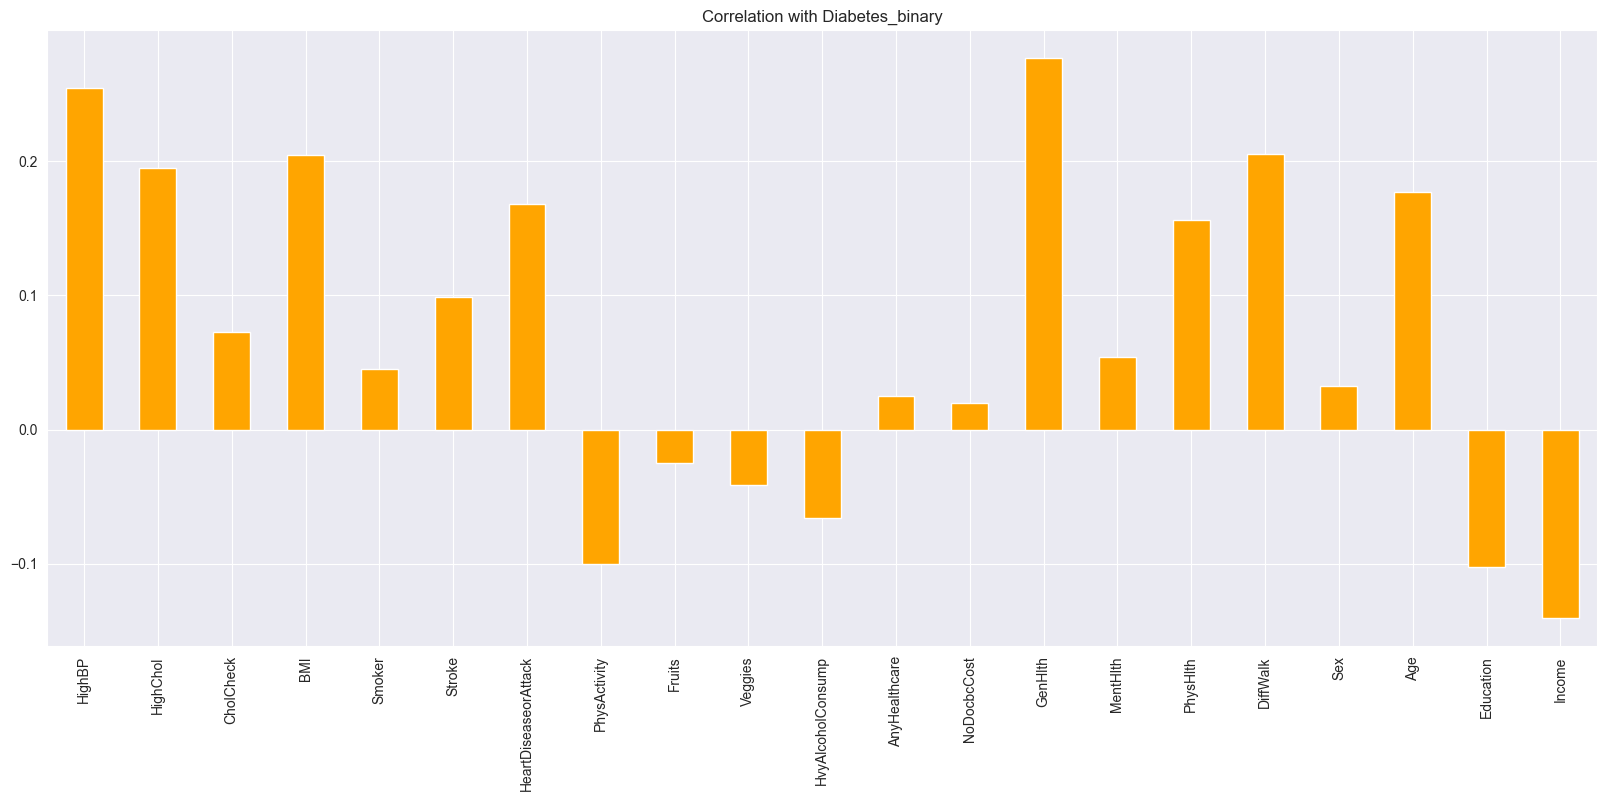 Correlation with Diabetes_binary
0.2
0.1
0.0
−0.1
HighBP
HighChol
CholCheck
BMI
Smoker
Stroke
HeartDiseaseorAttack
PhysActivity
Fruits
Veggies
HvyAlcoholConsump
AnyHealthcare
NoDocbcCost
GenHlth
MentHlth
PhysHlth
DiffWalk
Sex
Age
Education
Income